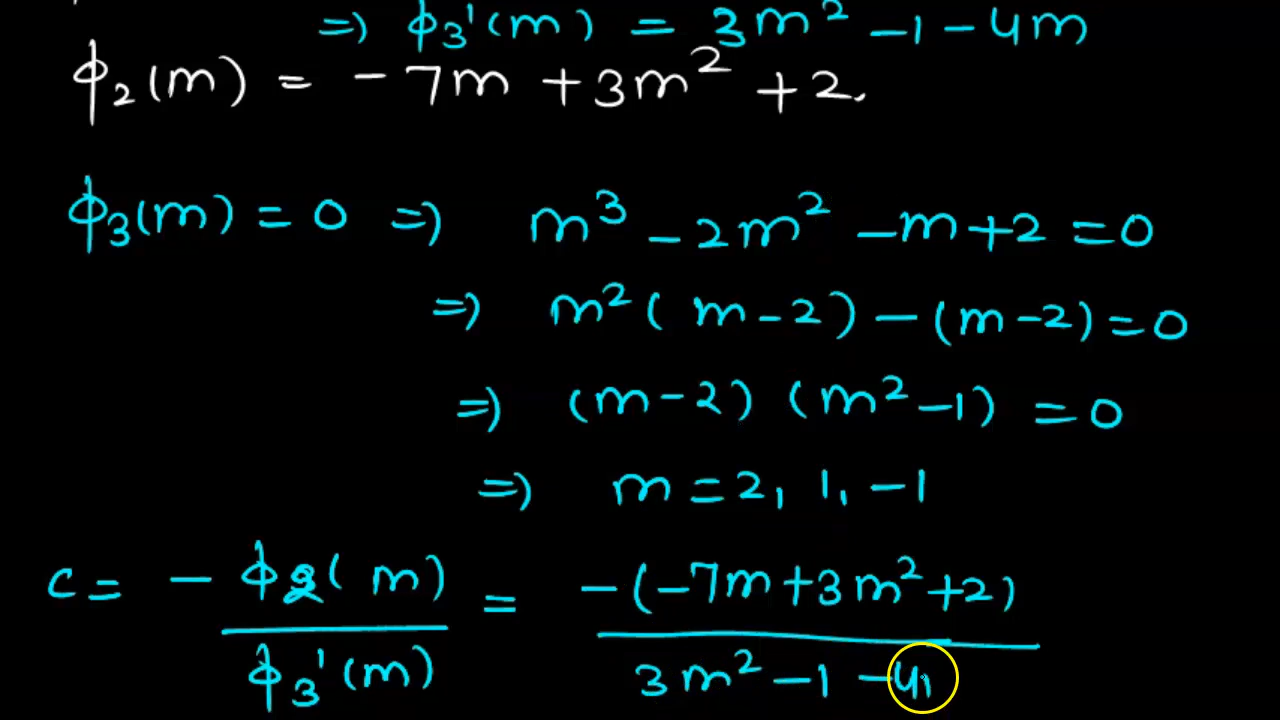 => ϕ₃'(m) = 3m² -1 -4m
ϕ₂(m) = -7m +3m² +2.
ϕ₃(m) = 0 => m³ -2m² -m+2 =0
=> m²(m-2) -(m-2)=0
=> (m-2) (m²-1) =0
=> m =2, 1, -1
c = - ϕ₂(m) / ϕ₃'(m) = -(-7m+3m²+2) / 3m² -1 -4